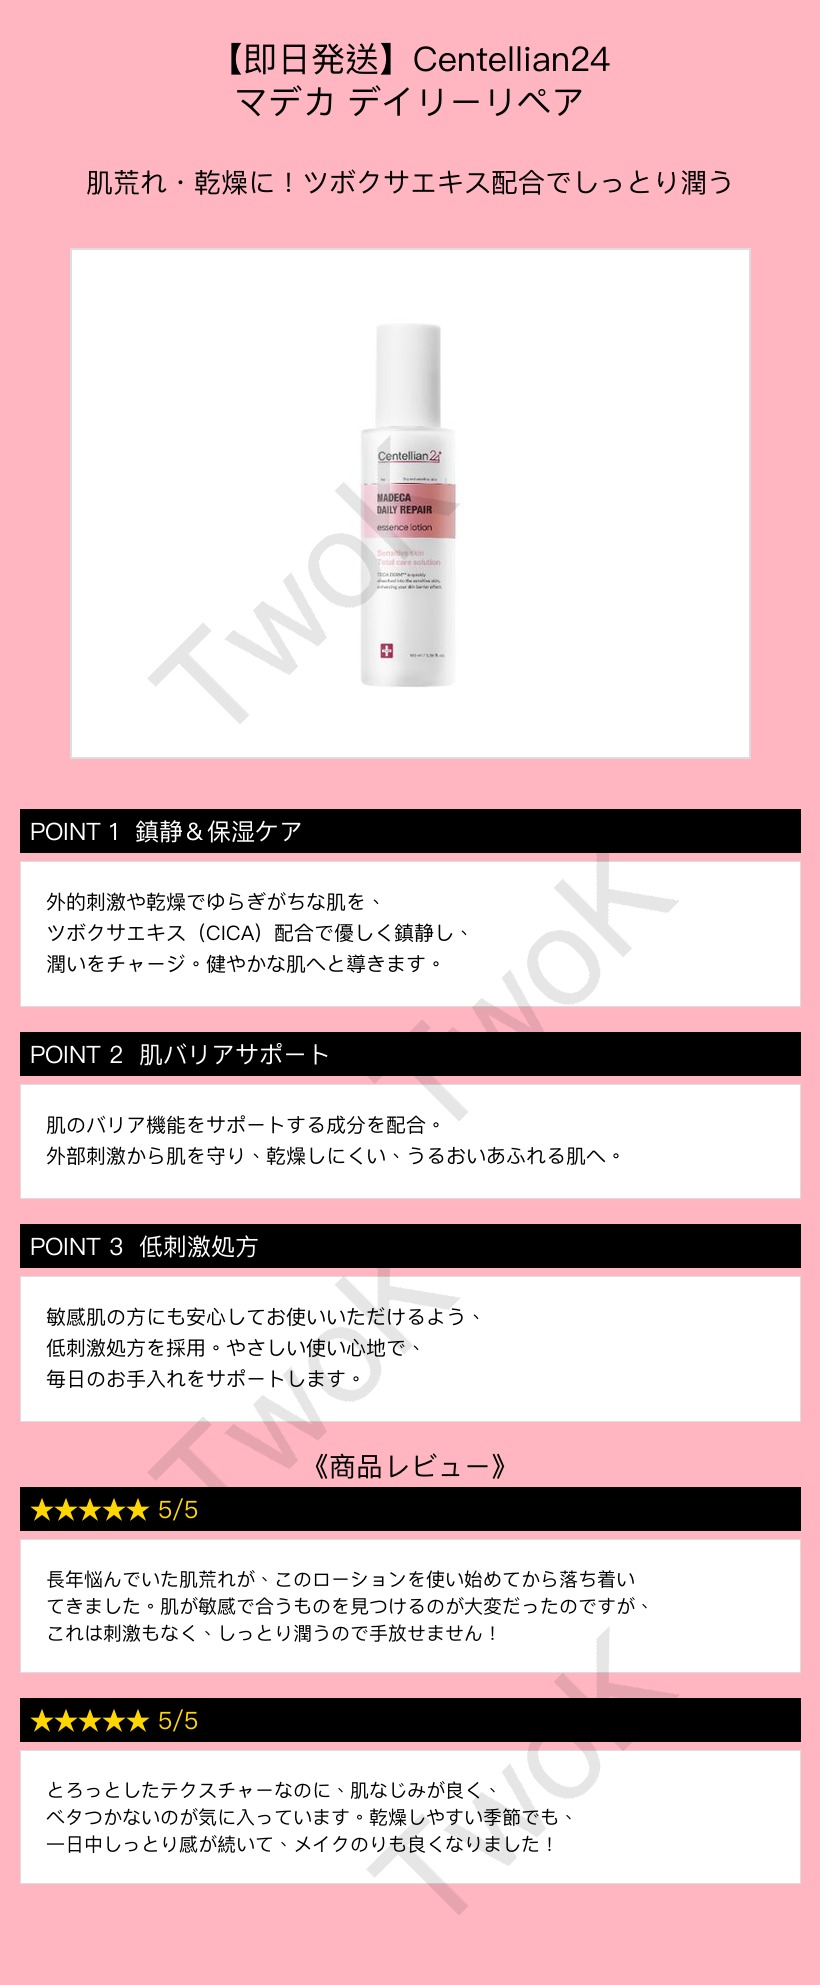 【即日発送】Centellian24
マデカ デイリーリペア
肌荒れ・乾燥に！ツボクサエキス配合でしっとり潤う
Centellian24
MADECA
DAILY REPAIR
essence lotion
Sensitive skin
Total care solution
TECA DERM™ is quickly
absorbed into the sensitive skin,
enhancing your skin barrier effect.
TwoK
POINT 1 鎮静＆保湿ケア
外的刺激や乾燥でゆらぎがちな肌を、
ツボクサエキス（CICA）配合で優しく鎮静し、
潤いをチャージ。健やかな肌へと導きます。
TwoK
POINT 2 肌バリアサポート
肌のバリア機能をサポートする成分を配合。
外部刺激から肌を守り、乾燥しにくい、うるおいあふれる肌へ。
POINT 3 低刺激処方
敏感肌の方にも安心してお使いいただけるよう、
低刺激処方を採用。やさしい使い心地で、
毎日のお手入れをサポートします。
TwoK
《商品レビュー》
★★★★★ 5/5
長年悩んでいた肌荒れが、このローションを使い始めてから落ち着い
てきました。肌が敏感で合うものを見つけるのが大変だったのですが、
これは刺激もなく、しっとり潤うので手放せません！
★★★★★ 5/5
とろっとしたテクスチャーなのに、肌なじみが良く、
ベタつかないのが気に入っています。乾燥しやすい季節でも、
一日中しっとり感が続いて、メイクのりも良くなりました！
TwoK